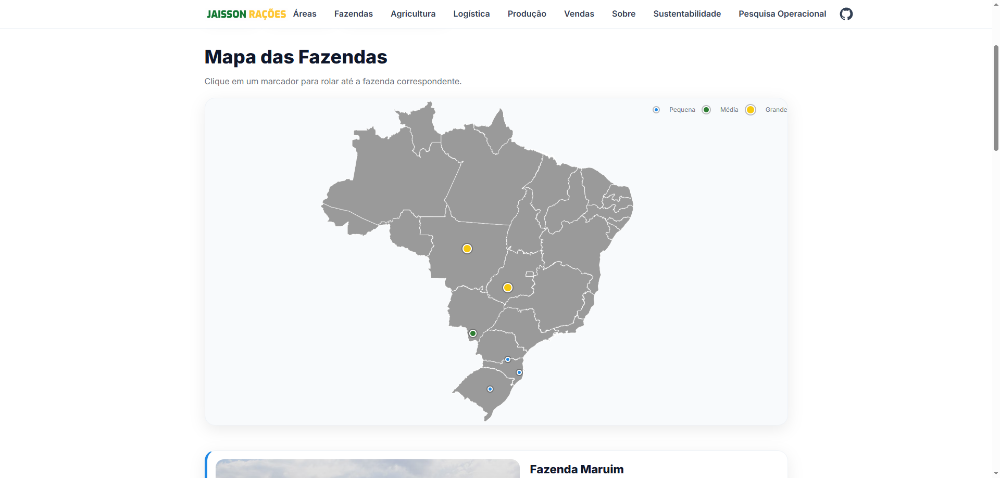 JAISSON RAÇÕES Áreas Fazendas Agricultura Logística Produção Vendas Sobre Sustentabilidade Pesquisa Operacional
Mapa das Fazendas
Clique em um marcador para rolar até a fazenda correspondente.
Pequena Média Grande
Fazenda Maruim